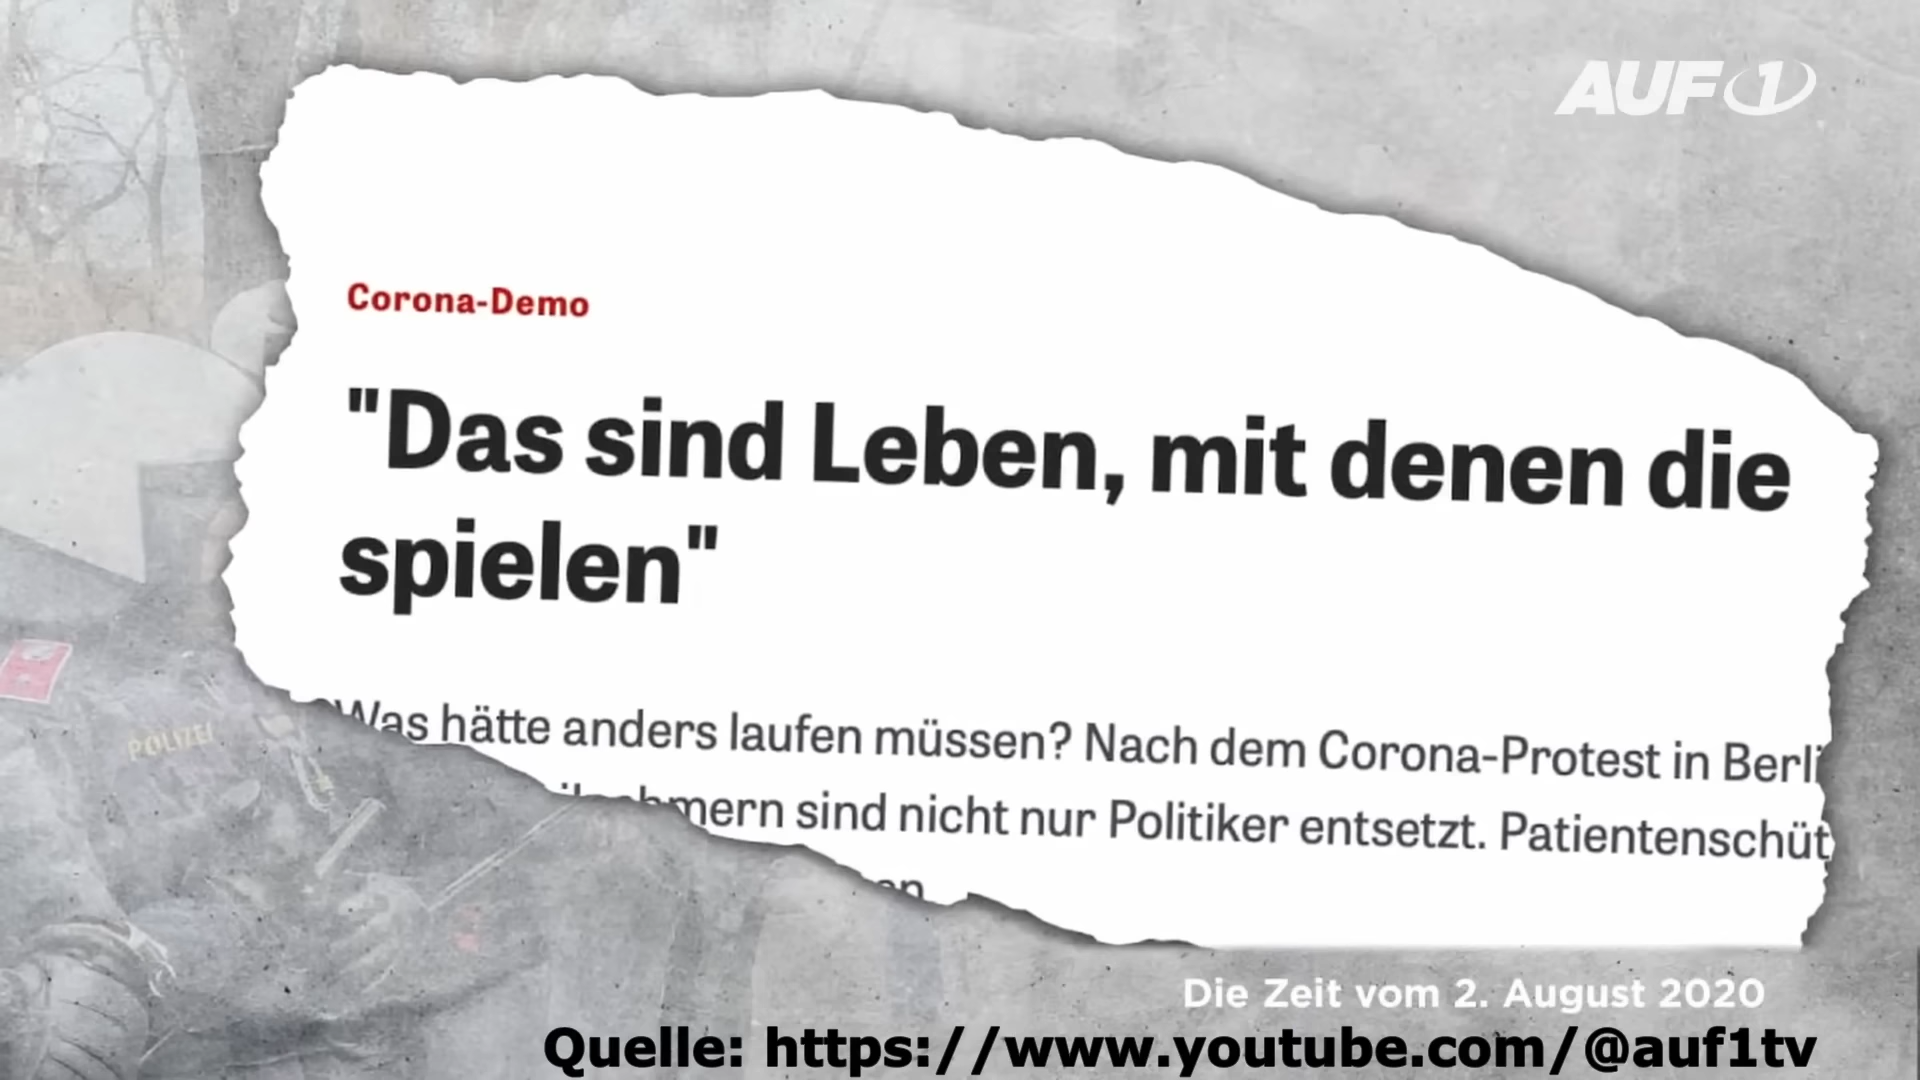 AUF1
Corona-Demo
"Das sind Leben, mit denen die
spielen"
Was hätte anders laufen müssen? Nach dem Corona-Protest in Berli
sind nicht nur Politiker entsetzt. Patientenschüt
POLIZEI
Die Zeit vom 2. August 2020
Quelle: https://www.youtube.com/@auf1tv